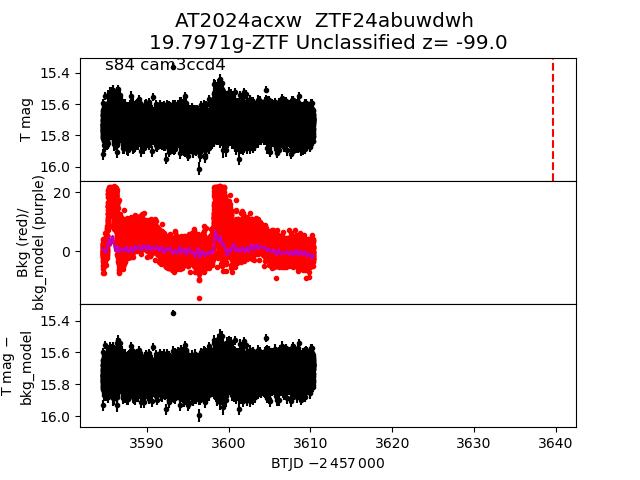 AT2024acxw  ZTF24abuwdwh
19.7971g-ZTF Unclassified z= -99.0
s84 cam3ccd4
15.4
15.6
15.8
16.0
T mag
20
0
Bkg (red)/
bkg_model (purple)
15.4
15.6
15.8
16.0
T mag −
bkg_model
3590
3600
3610
3620
3630
3640
BTJD −2 457 000